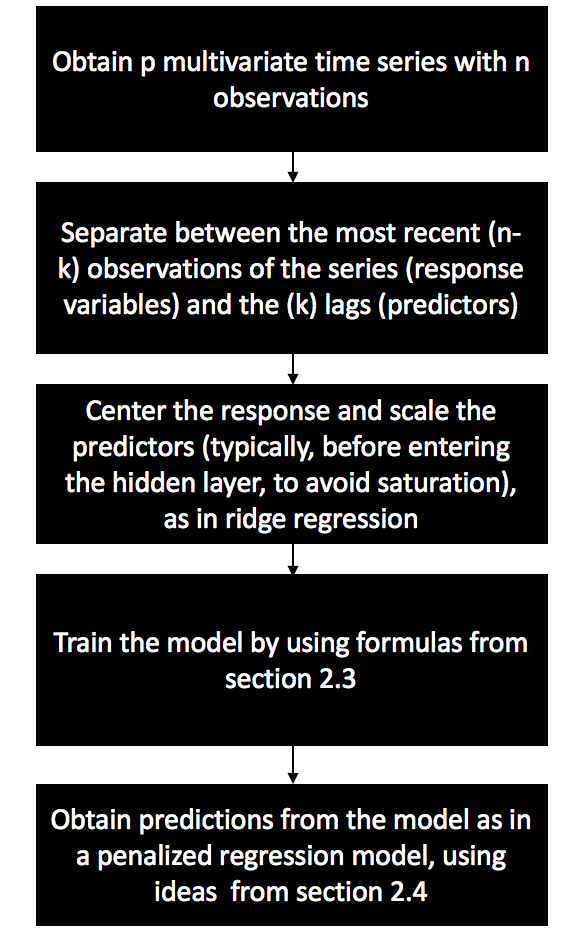 Obtain p multivariate time series with n
observations
Separate between the most recent (n-
k) observations of the series (response
variables) and the (k) lags (predictors)
Center the response and scale the
predictors (typically, before entering
the hidden layer, to avoid saturation),
as in ridge regression
Train the model by using formulas from
section 2.3
Obtain predictions from the model as in
a penalized regression model, using
ideas  from section 2.4